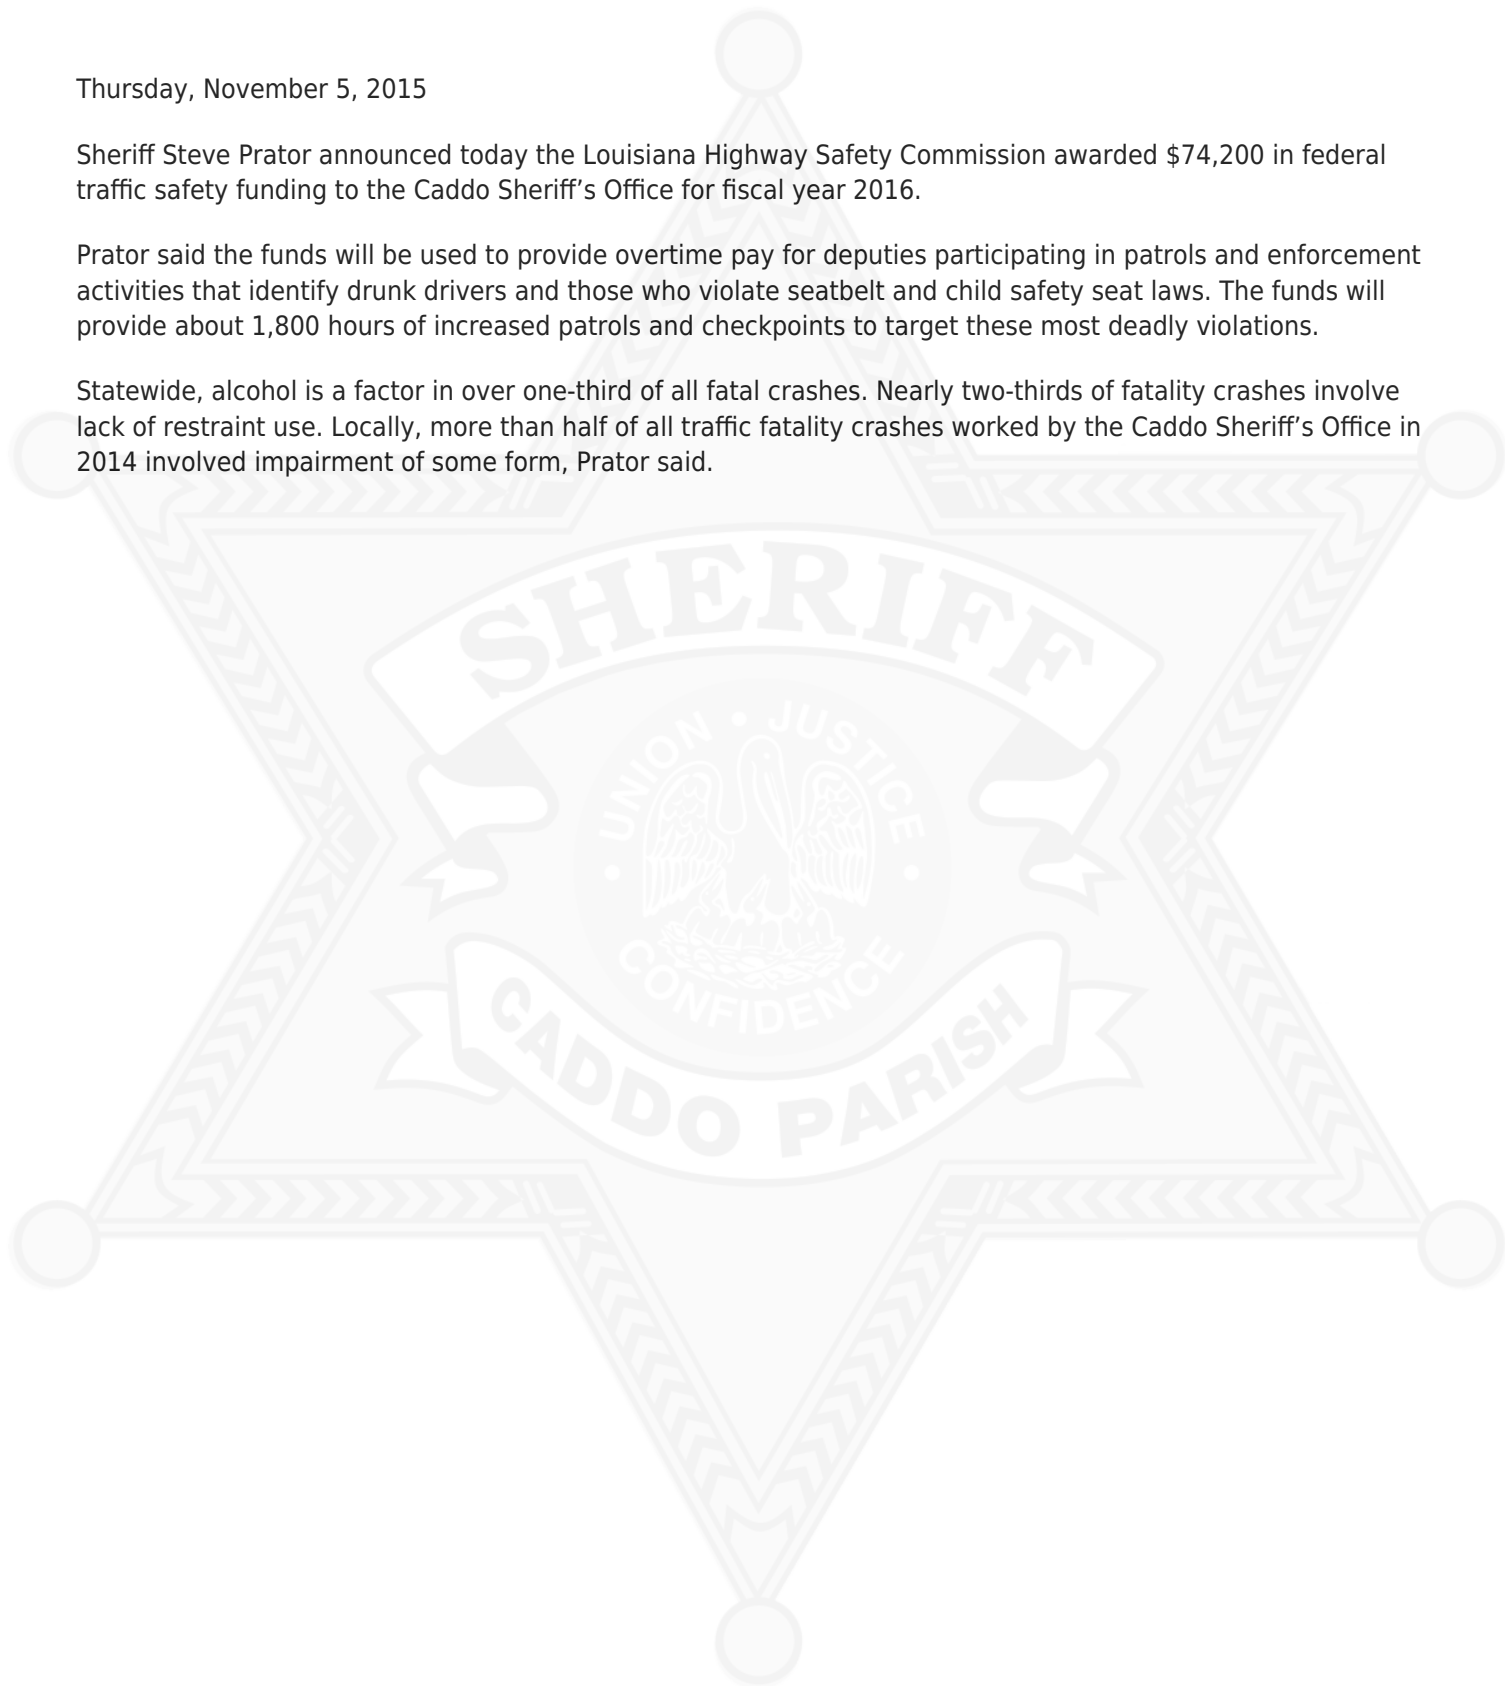 Thursday, November 5, 2015
Sheriff Steve Prator announced today the Louisiana Highway Safety Commission awarded $74,200 in federal
traffic safety funding to the Caddo Sheriff’s Office for fiscal year 2016.
Prator said the funds will be used to provide overtime pay for deputies participating in patrols and enforcement
activities that identify drunk drivers and those who violate seatbelt and child safety seat laws. The funds will
provide about 1,800 hours of increased patrols and checkpoints to target these most deadly violations.
Statewide, alcohol is a factor in over one-third of all fatal crashes. Nearly two-thirds of fatality crashes involve
lack of restraint use. Locally, more than half of all traffic fatality crashes worked by the Caddo Sheriff’s Office in
2014 involved impairment of some form, Prator said.
SHERIFF
UNION • JUSTICE •
• CONFIDENCE
CADDO PARISH